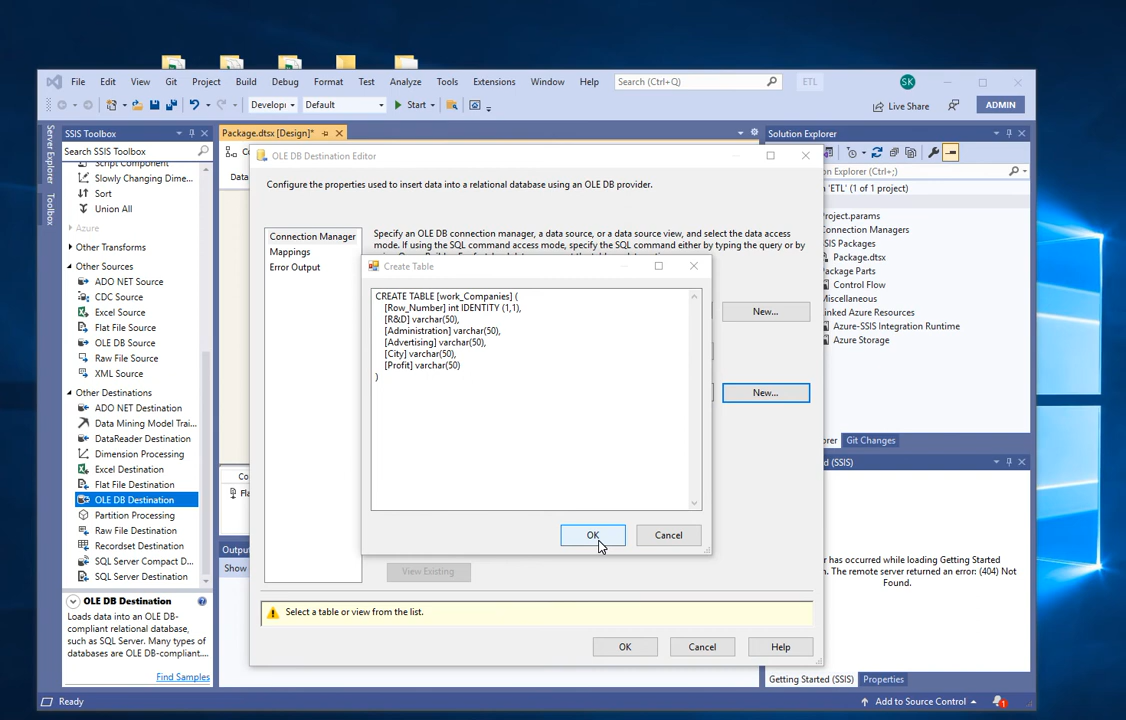 File Edit View Git Project Build Debug Format Test Analyze Tools Extensions Window Help Search (Ctrl+Q) ETL SK
Develop Default Start Live Share ADMIN
Server Explorer
Toolbox
SSIS Toolbox
Search SSIS Toolbox
Script Component
Slowly Changing Dime...
Sort
Union All
Azure
Other Transforms
Other Sources
ADO NET Source
CDC Source
Excel Source
Flat File Source
OLE DB Source
Raw File Source
XML Source
Other Destinations
ADO NET Destination
Data Mining Model Trai...
DataReader Destination
Dimension Processing
Excel Destination
Flat File Destination
OLE DB Destination
Partition Processing
Raw File Destination
Recordset Destination
SQL Server Compact D...
SQL Server Destination
OLE DB Destination
Loads data into an OLE DB-
compliant relational database,
such as SQL Server. Many types of
databases are OLE DB-compliant....
Find Samples
Package.dtsx [Design]*
Co
Da
Co
Fla
Outpu
Show
OLE DB Destination Editor
Configure the properties used to insert data into a relational database using an OLE DB provider.
Connection Manager
Mappings
Error Output
Specify an OLE DB connection manager, a data source, or a data source view, and select the data access
mode. If using the SQL command access mode, specify the SQL command either by typing the query or by
New...
New...
View Existing
Select a table or view from the list.
OK Cancel Help
Create Table
CREATE TABLE [work_Companies] (
[Row_Number] int IDENTITY (1,1),
[R&D] varchar(50),
[Administration] varchar(50),
[Advertising] varchar(50),
[City] varchar(50),
[Profit] varchar(50)
)
OK Cancel
Solution Explorer
Explorer (Ctrl+;)
'ETL' (1 of 1 project)
roject.params
onnection Managers
SIS Packages
Package.dtsx
ackage Parts
Control Flow
iscellaneous
inked Azure Resources
Azure-SSIS Integration Runtime
Azure Storage
orer Git Changes
d (SSIS)
r has occurred while loading Getting Started
. The remote server returned an error: (404) Not
Found.
Getting Started (SSIS) Properties
Ready
Add to Source Control 1